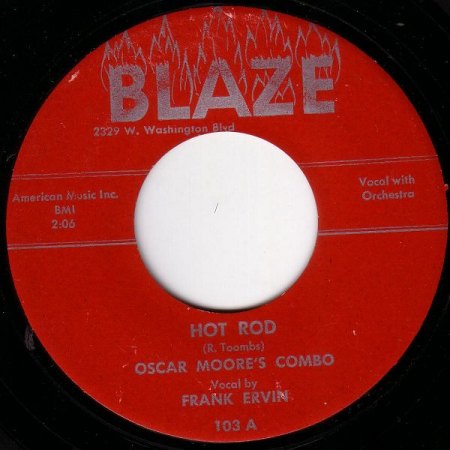 BLAZE
2329 W. Washington Blvd
American Music Inc.
BMI
2:06
Vocal with
Orchestra
HOT ROD
(R. Toombs)
OSCAR MOORE'S COMBO
Vocal by
FRANK ERVIN
103 A